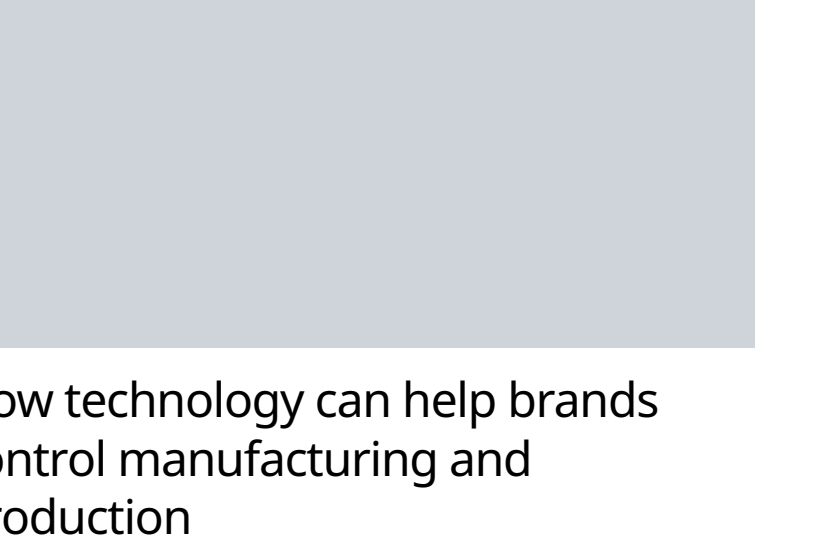 ow technology can help brands
ontrol manufacturing and
roduction